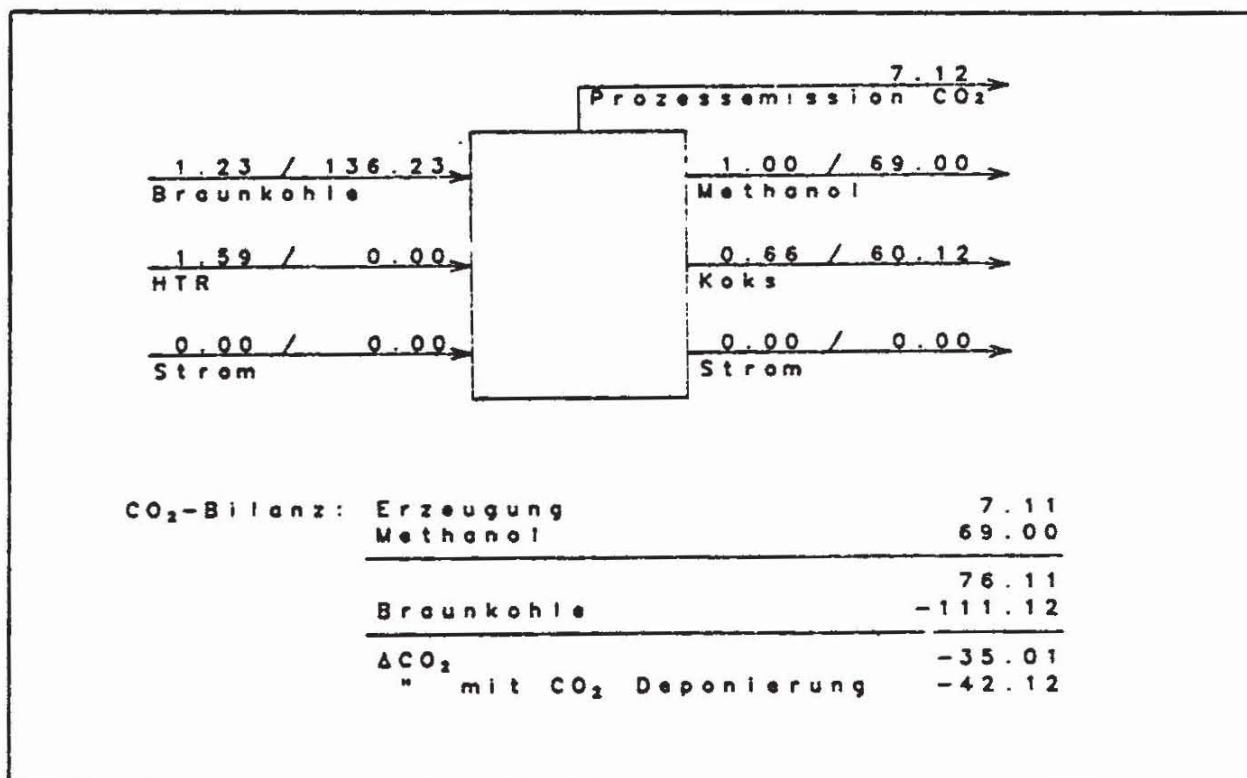 7.12
Prozessemission CO₂
1.23 / 136.23
Braunkohle
1.00 / 69.00
Methanol
1.59 / 0.00
HTR
0.66 / 60.12
Koks
0.00 / 0.00
Strom
0.00 / 0.00
Strom
CO₂-Bilanz: Erzeugung 7.11
Methanol 69.00
76.11
Braunkohle -111.12
ΔCO₂ -35.01
" mit CO₂ Deponierung -42.12